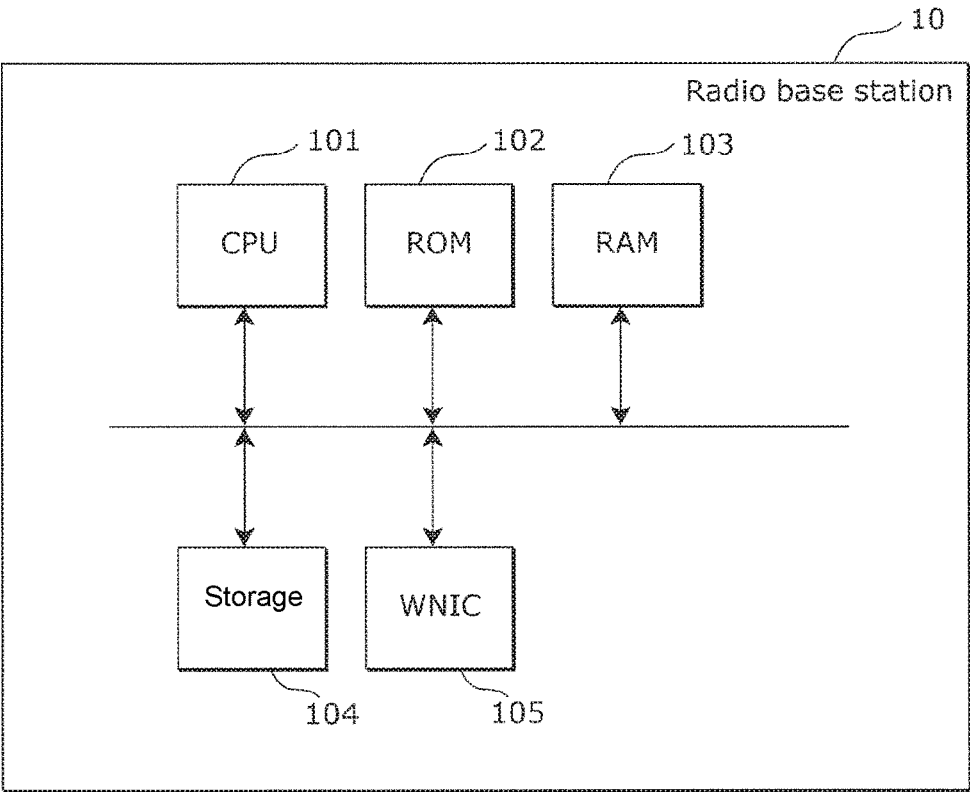 10
Radio base station
101
102
103
CPU
ROM
RAM
Storage
WNIC
104
105